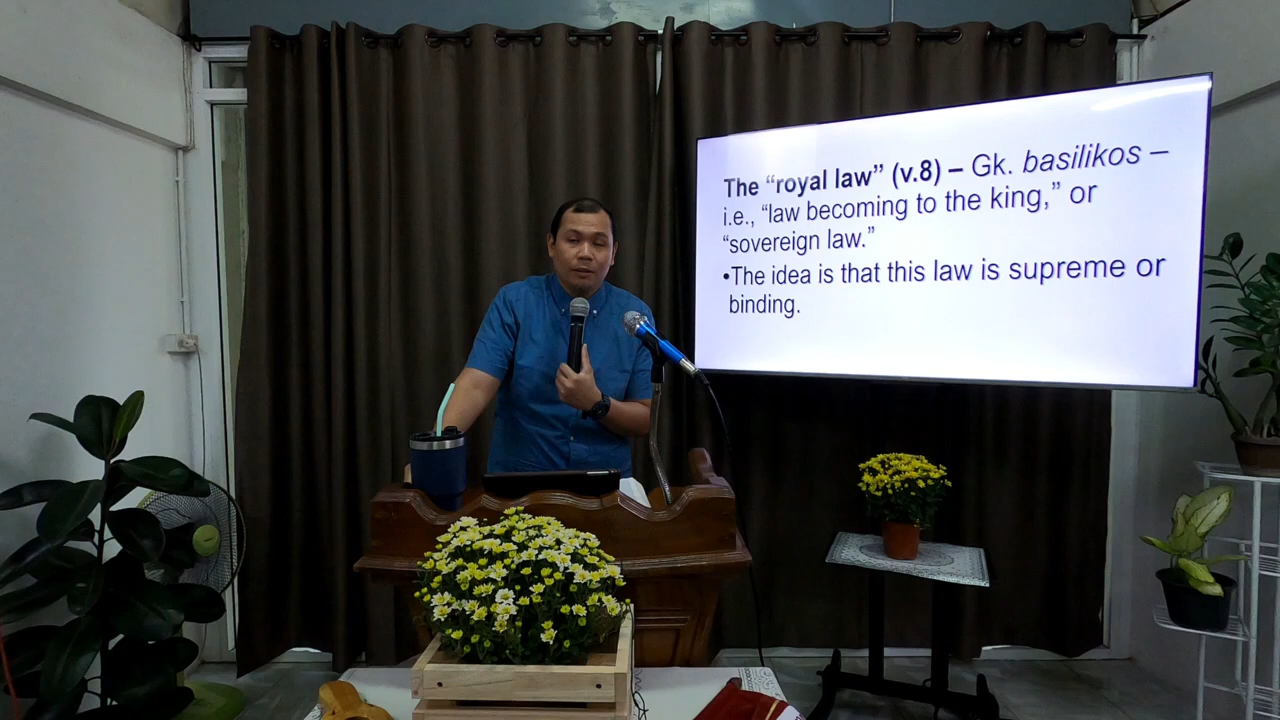 The “royal law” (v.8) – Gk. basilikos –
i.e., “law becoming to the king,” or
“sovereign law.”
•The idea is that this law is supreme or
binding.